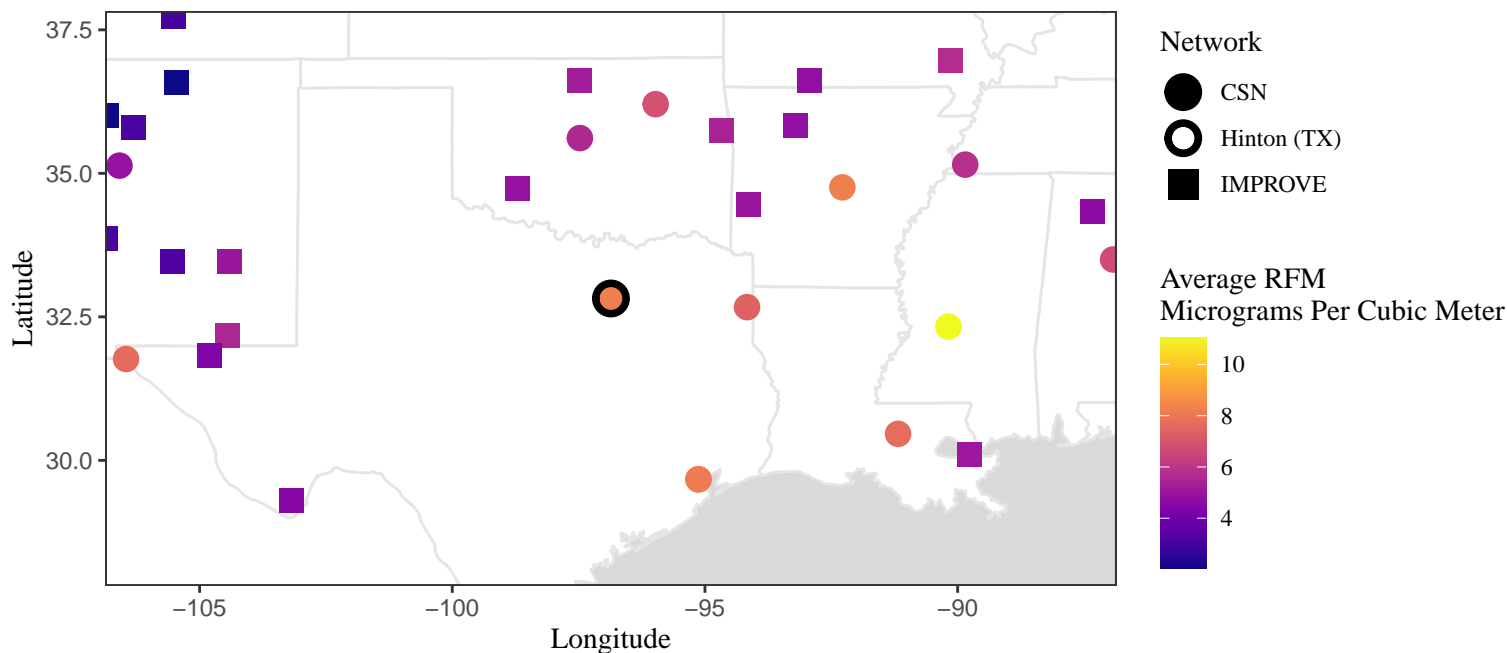 37.5
35.0
32.5
30.0
Latitude
−105
−100
−95
−90
Longitude
Network
CSN
Hinton (TX)
IMPROVE
Average RFM
Micrograms Per Cubic Meter
10
8
6
4